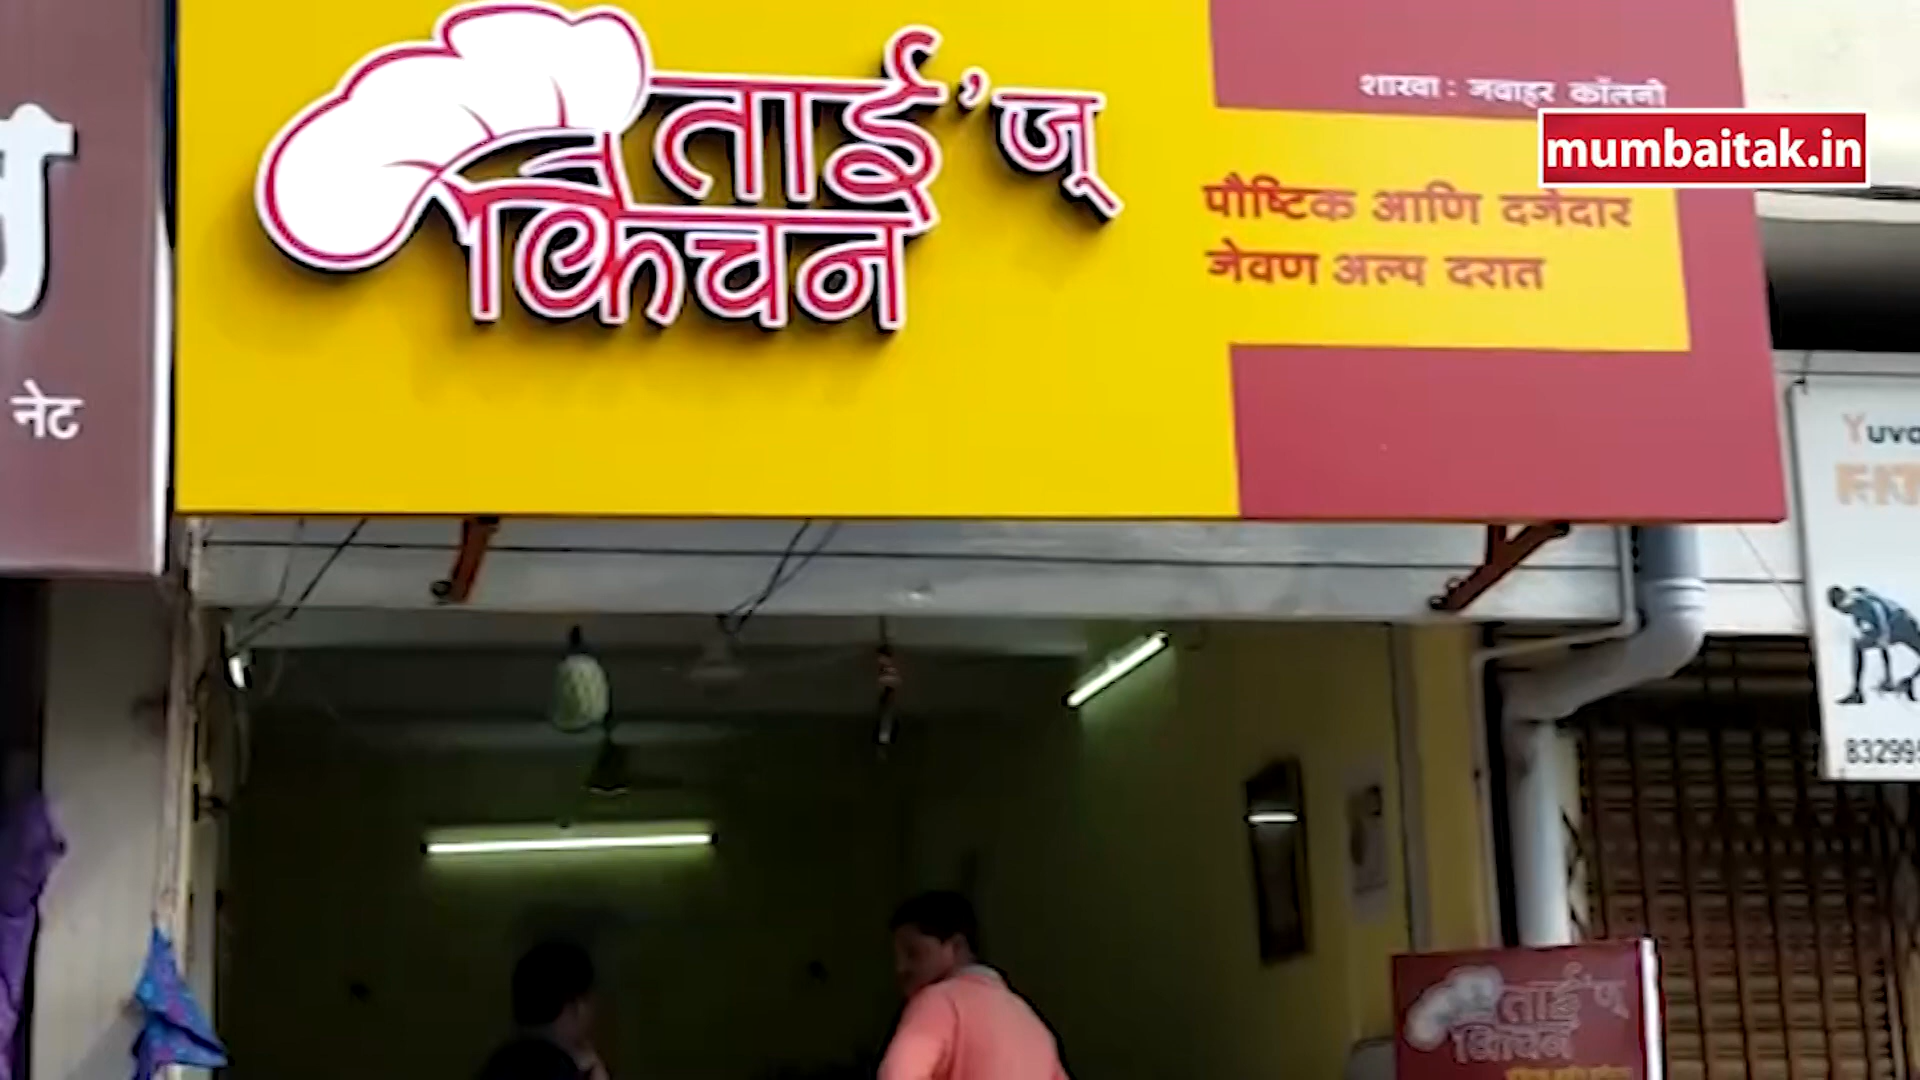 ताई'ज्
किचन
शाखा : जवाहर कॉलनी
mumbaitak.in
पौष्टिक आणि दर्जेदार
जेवण अल्प दरात
नेट
ताई'ज्
किचन